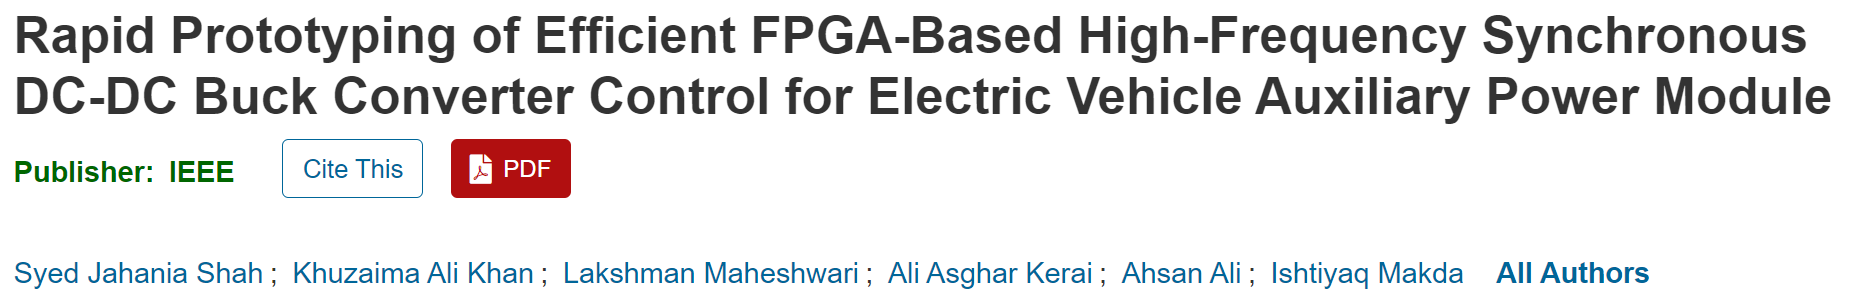 Rapid Prototyping of Efficient FPGA-Based High-Frequency Synchronous
DC-DC Buck Converter Control for Electric Vehicle Auxiliary Power Module
Publisher: IEEE Cite This PDF
Syed Jahania Shah ; Khuzaima Ali Khan ; Lakshman Maheshwari ; Ali Asghar Kerai ; Ahsan Ali ; Ishtiyaq Makda All Authors